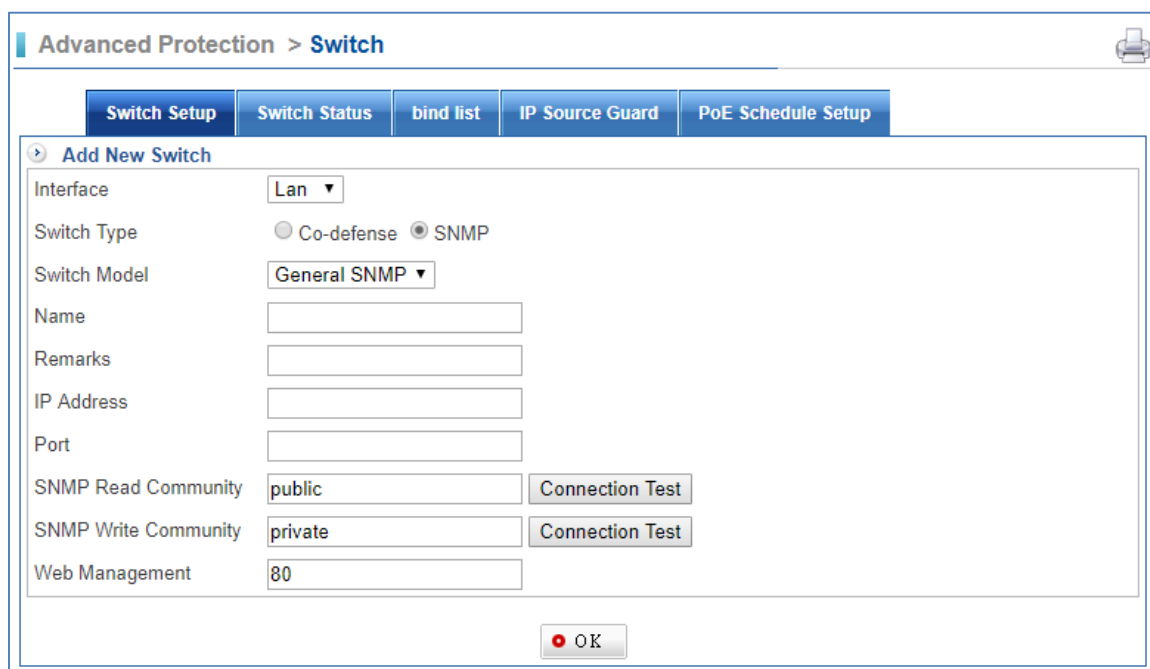 Advanced Protection > Switch
Switch Setup Switch Status bind list IP Source Guard PoE Schedule Setup
Add New Switch
Interface Lan
Switch Type Co-defense SNMP
Switch Model General SNMP
Name
Remarks
IP Address
Port
SNMP Read Community public Connection Test
SNMP Write Community private Connection Test
Web Management 80
OK